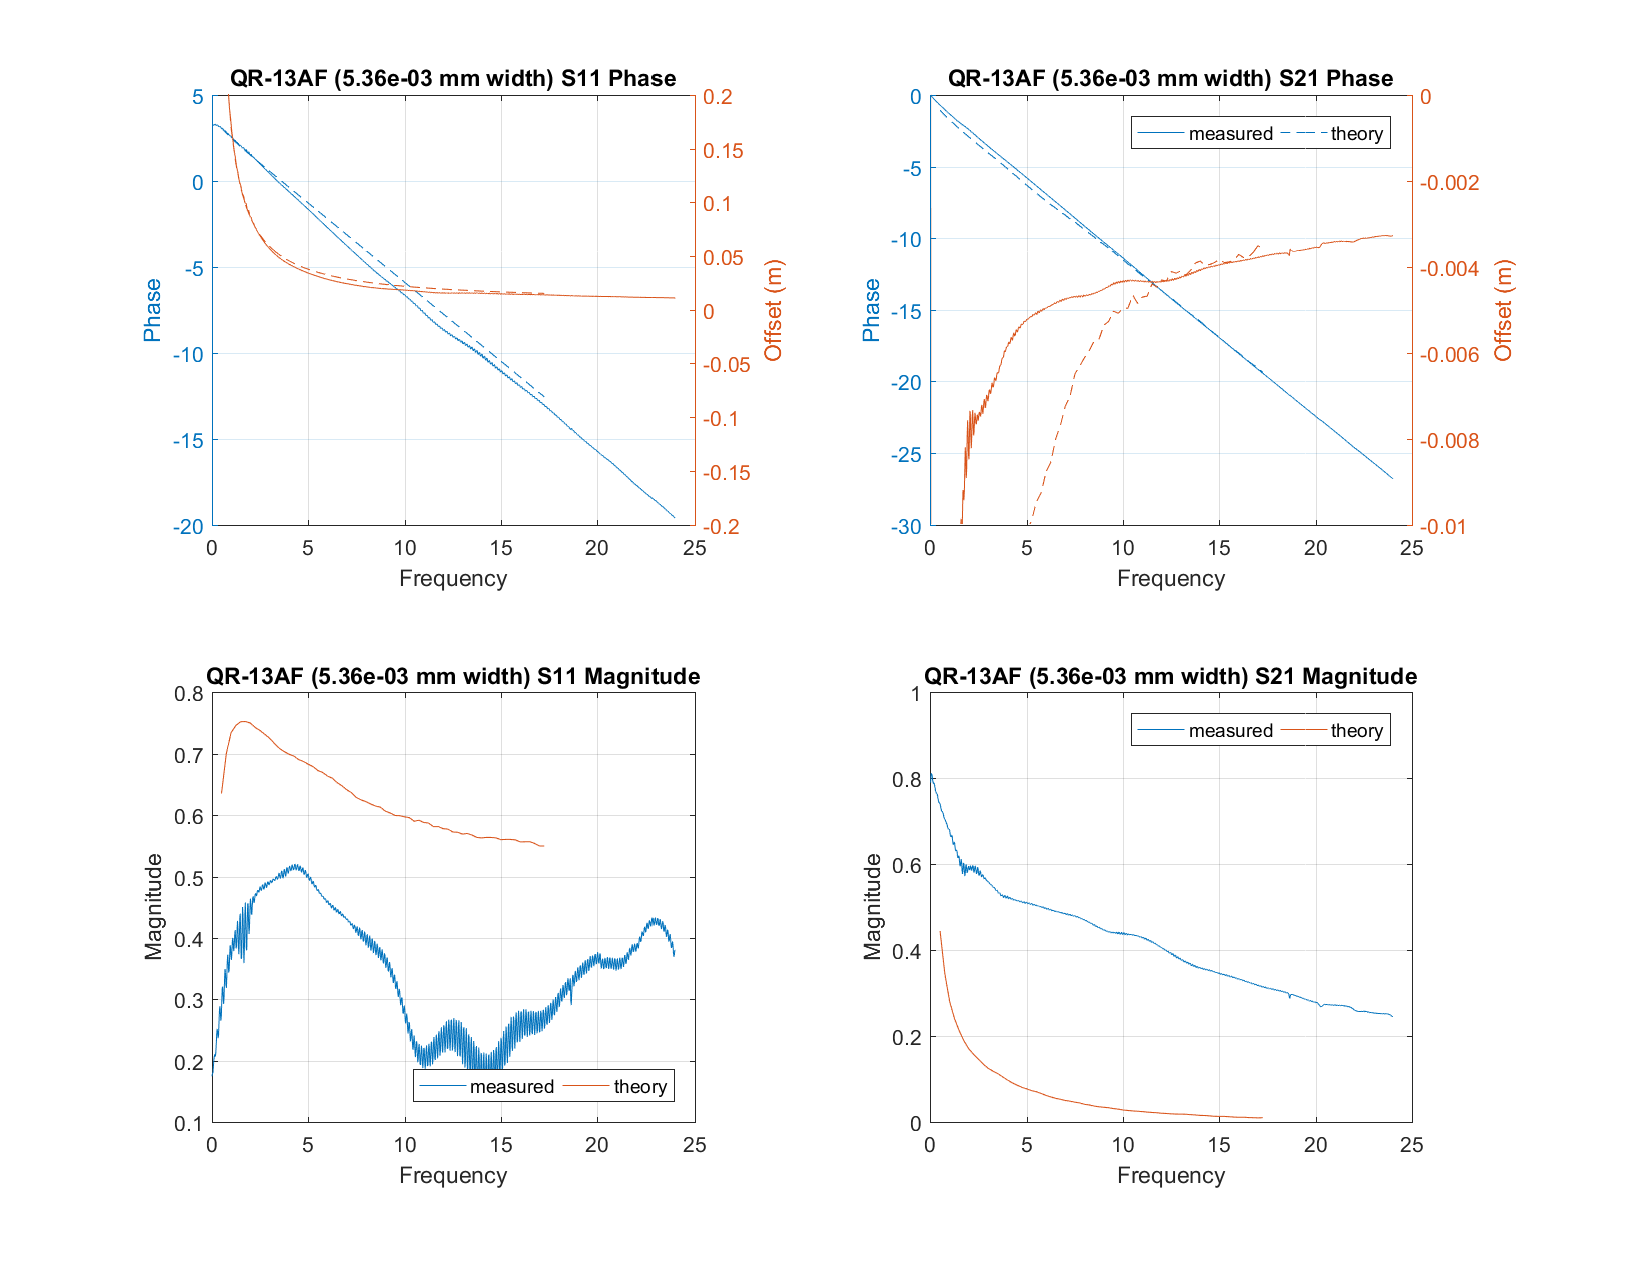 QR-13AF (5.36e-03 mm width) S11 Phase
5
0
-5
-10
-15
-20
Phase
0.2
0.15
0.1
0.05
0
-0.05
-0.1
-0.15
-0.2
Offset (m)
0 5 10 15 20 25
Frequency
QR-13AF (5.36e-03 mm width) S21 Phase
measured theory
0
-5
-10
-15
-20
-25
-30
Phase
0
-0.002
-0.004
-0.006
-0.008
-0.01
Offset (m)
0 5 10 15 20 25
Frequency
QR-13AF (5.36e-03 mm width) S11 Magnitude
0.8
0.7
0.6
0.5
0.4
0.3
0.2
0.1
Magnitude
measured theory
0 5 10 15 20 25
Frequency
QR-13AF (5.36e-03 mm width) S21 Magnitude
measured theory
1
0.8
0.6
0.4
0.2
0
Magnitude
0 5 10 15 20 25
Frequency